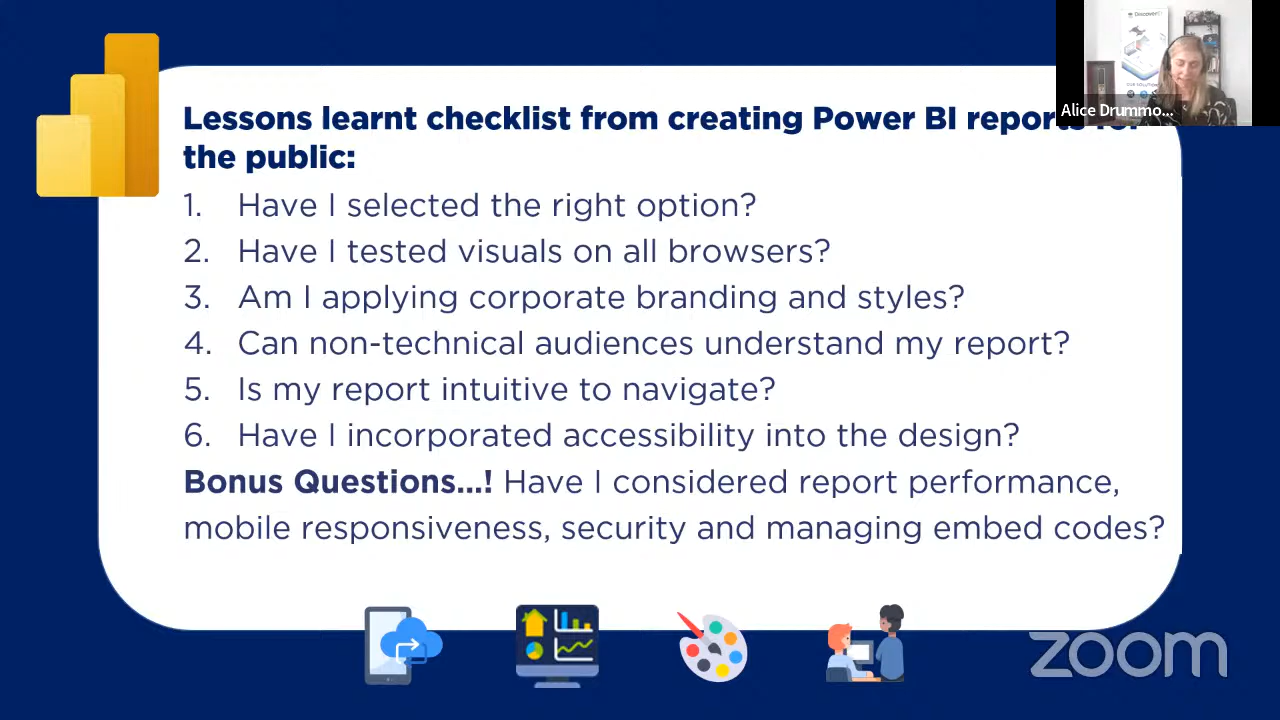 Lessons learnt checklist from creating Power BI reports for
the public:
1. Have I selected the right option?
2. Have I tested visuals on all browsers?
3. Am I applying corporate branding and styles?
4. Can non-technical audiences understand my report?
5. Is my report intuitive to navigate?
6. Have I incorporated accessibility into the design?
Bonus Questions...! Have I considered report performance,
mobile responsiveness, security and managing embed codes?
Alice Drummo...
zoom